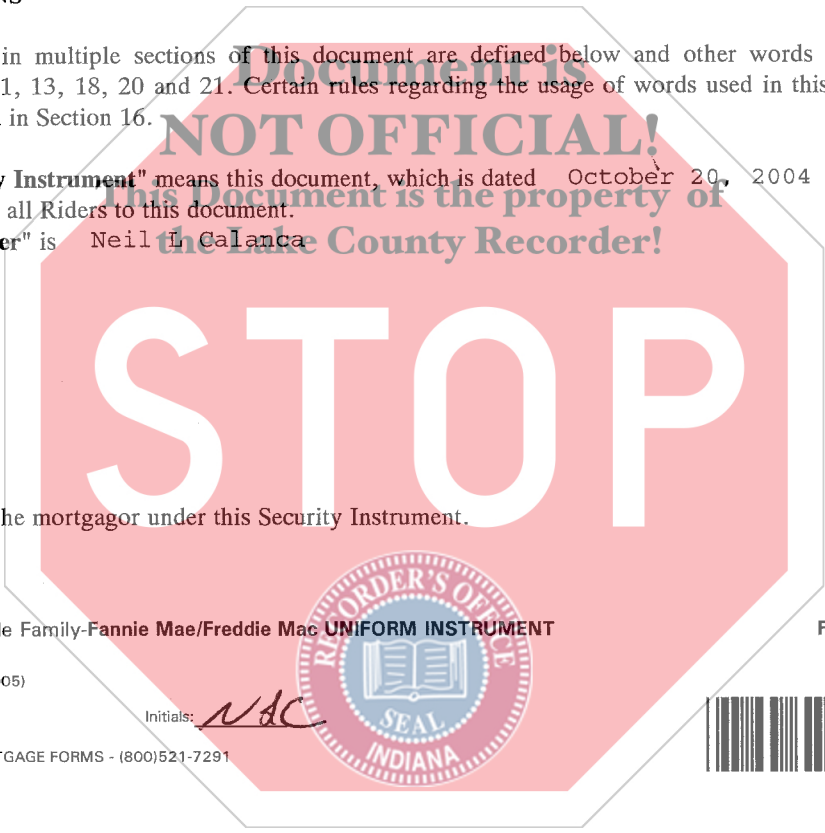 NS
in multiple sections of this document are defined below and other words
1, 13, 18, 20 and 21. Certain rules regarding the usage of words used in this
in Section 16.
Document is
NOT OFFICIAL!
This Document is the property of
the Lake County Recorder!
y Instrument" means this document, which is dated October 20, 2004
all Riders to this document.
er" is Neil L Calanca
STOP
he mortgagor under this Security Instrument.
le Family-Fannie Mae/Freddie Mac UNIFORM INSTRUMENT
F
05)
Initials: NLC
TGAGE FORMS - (800)521-7291
RECORDER'S OFFICE
SEAL
INDIANA